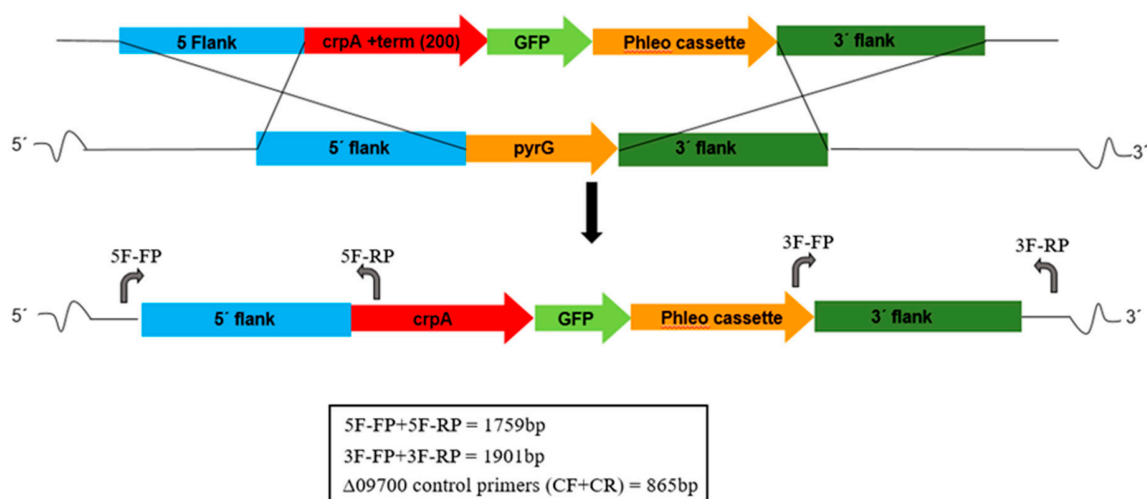 5 Flank crpA +term (200) GFP Phleo cassette 3´ flank
5´ 5´ flank pyrG 3´ flank 3´
5F-FP 5F-RP 3F-FP 3F-RP
5´ 5´ flank crpA GFP Phleo cassette 3´ flank 3´
5F-FP+5F-RP = 1759bp
3F-FP+3F-RP = 1901bp
Δ09700 control primers (CF+CR) = 865bp